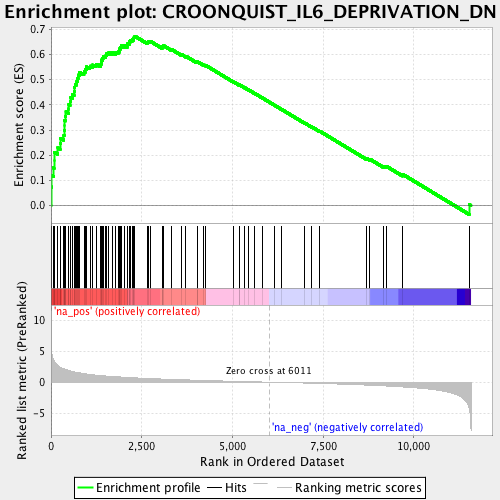 Enrichment plot: CROONQUIST_IL6_DEPRIVATION_DN
Enrichment score (ES)
0.7
0.6
0.5
0.4
0.3
0.2
0.1
0.0
'na_pos' (positively correlated)
Ranked list metric (PreRanked)
10
5
0
-5
Zero cross at 6011
'na_neg' (negatively correlated)
0 2,500 5,000 7,500 10,000
Rank in Ordered Dataset
Enrichment profile Hits Ranking metric scores